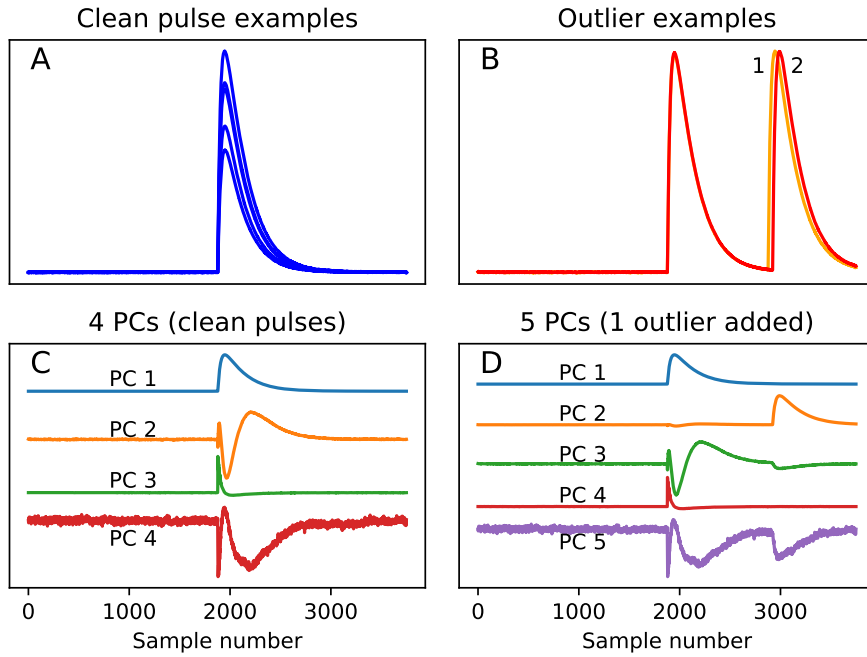 Clean pulse examples
Outlier examples
A
B
1
2
4 PCs (clean pulses)
5 PCs (1 outlier added)
C
PC 1
PC 2
PC 3
PC 4
D
PC 1
PC 2
PC 3
PC 4
PC 5
0 1000 2000 3000
Sample number
0 1000 2000 3000
Sample number